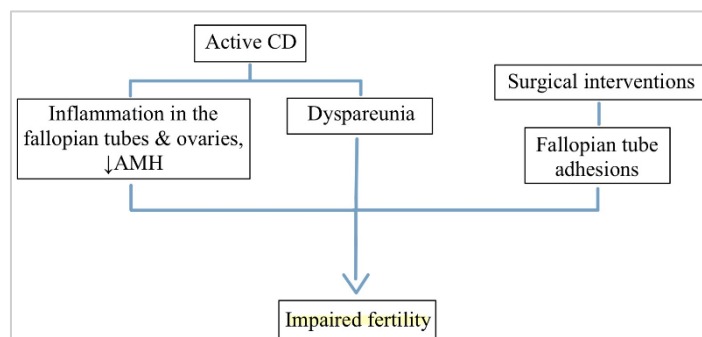 Active CD
Surgical interventions
Inflammation in the
fallopian tubes & ovaries,
↓AMH
Dyspareunia
Fallopian tube
adhesions
Impaired fertility